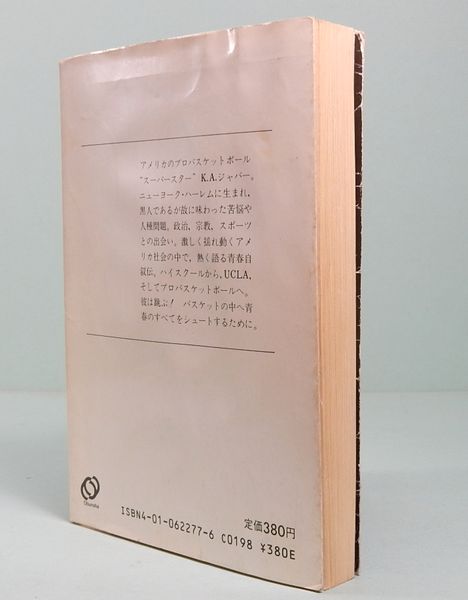 アメリカのプロバスケットボール
"スーパースター" K.A.ジャバー。
ニューヨーク・ハーレムに生まれ、
黒人であるが故に味わった苦悩や
人種問題。政治、宗教、スポーツ
との出会い。激しく揺れ動くアメ
リカ社会の中で、熱く語る青春自
叙伝。ハイスクールから、UCLA、
そしてプロバスケットボールへ。
彼は跳ぶ! バスケットの中へ青
春のすべてをシュートするために。
Obunsha
定価380円
ISBN4-01-062277-6 C0198 ¥380E